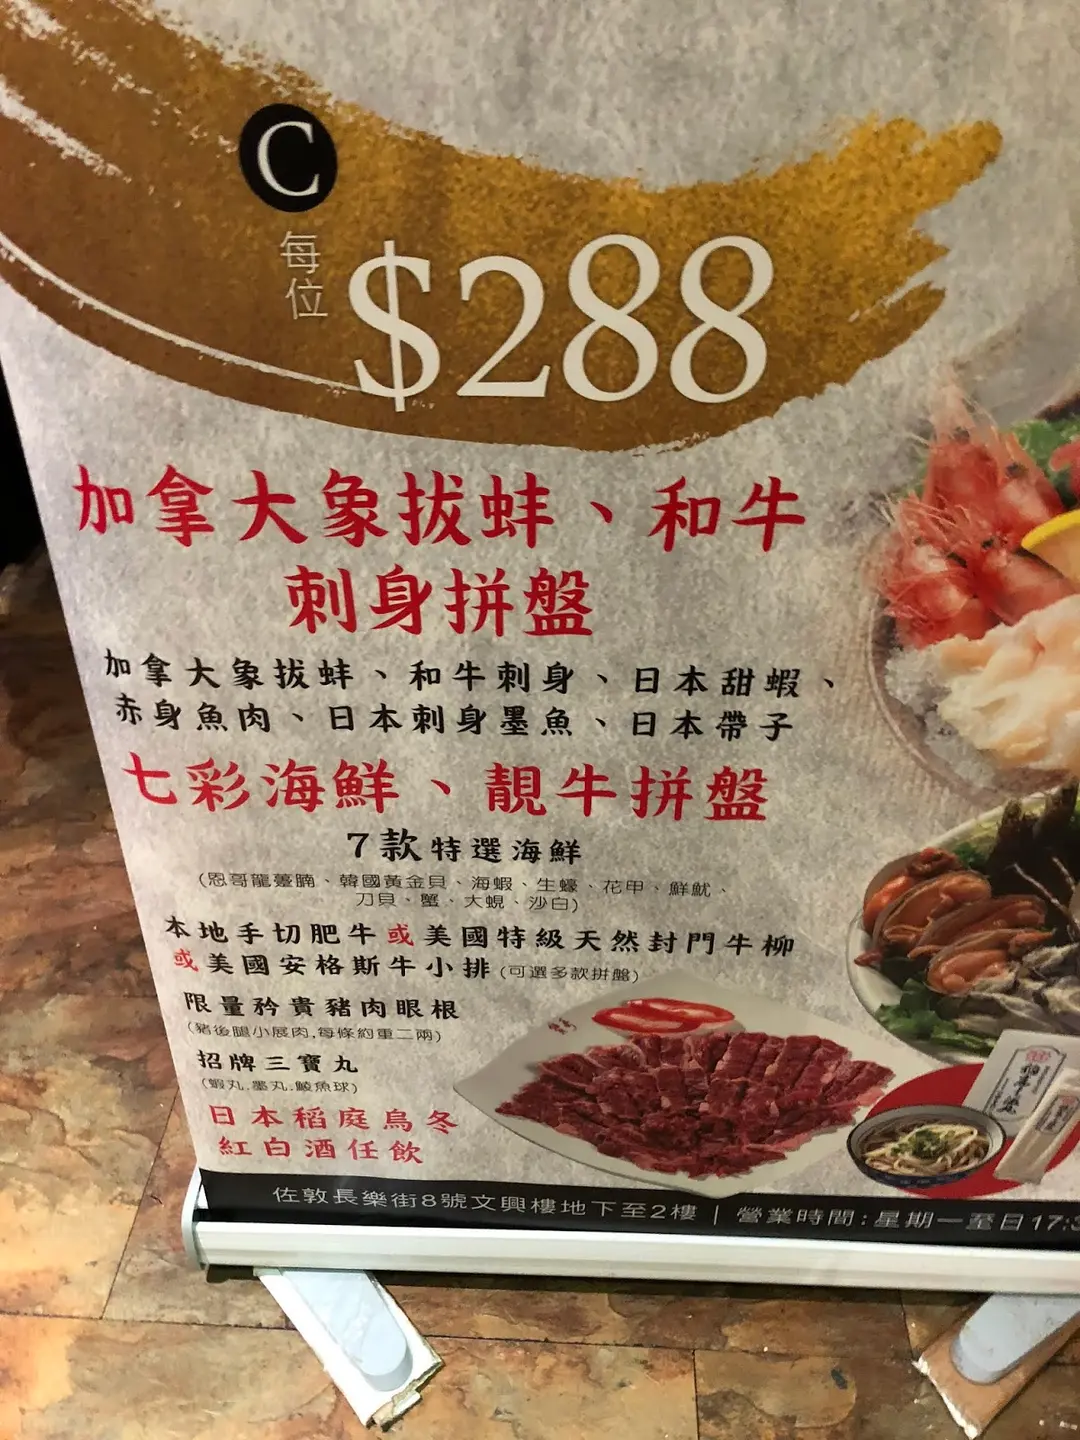 C
每位
$288
加拿大象拔蚌、和牛
刺身拼盤
加拿大象拔蚌、和牛刺身、日本甜蝦、
赤身魚肉、日本刺身墨魚、日本帶子
七彩海鮮、靚牛拼盤
7款特選海鮮
(恩哥龍躉腩、韓國黃金貝、海蝦、生蠔、花甲、鮮魷、
刀貝、蟹、大蜆、沙白)
本地手切肥牛或美國特級天然封門牛柳
或美國安格斯牛小排(可選多款拼盤)
限量矜貴豬肉眼根
(豬後腿小展肉,每條約重二兩)
招牌三寶丸
(蝦丸,墨丸,鯪魚球)
日本稻庭烏冬
紅白酒任飲
佐敦長樂街8號文興樓地下至2樓 | 營業時間:星期一至日17:3